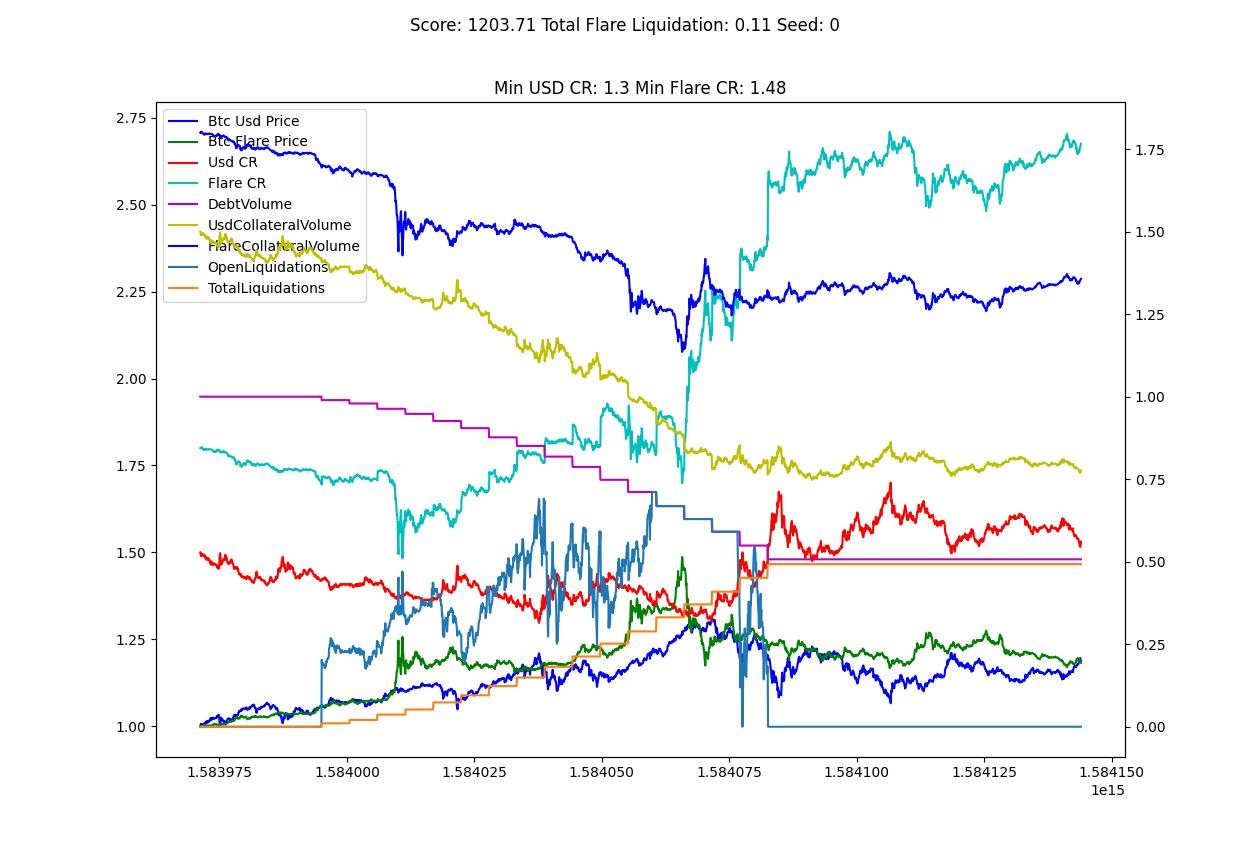 Score: 1203.71 Total Flare Liquidation: 0.11 Seed: 0
Min USD CR: 1.3 Min Flare CR: 1.48
Btc Usd Price
Btc Flare Price
Usd CR
Flare CR
DebtVolume
UsdCollateralVolume
FlareCollateralVolume
OpenLiquidations
TotalLiquidations
2.75
2.50
2.25
2.00
1.75
1.50
1.25
1.00
1.75
1.50
1.25
1.00
0.75
0.50
0.25
0.00
1.583975
1.584000
1.584025
1.584050
1.584075
1.584100
1.584125
1.584150
1e15